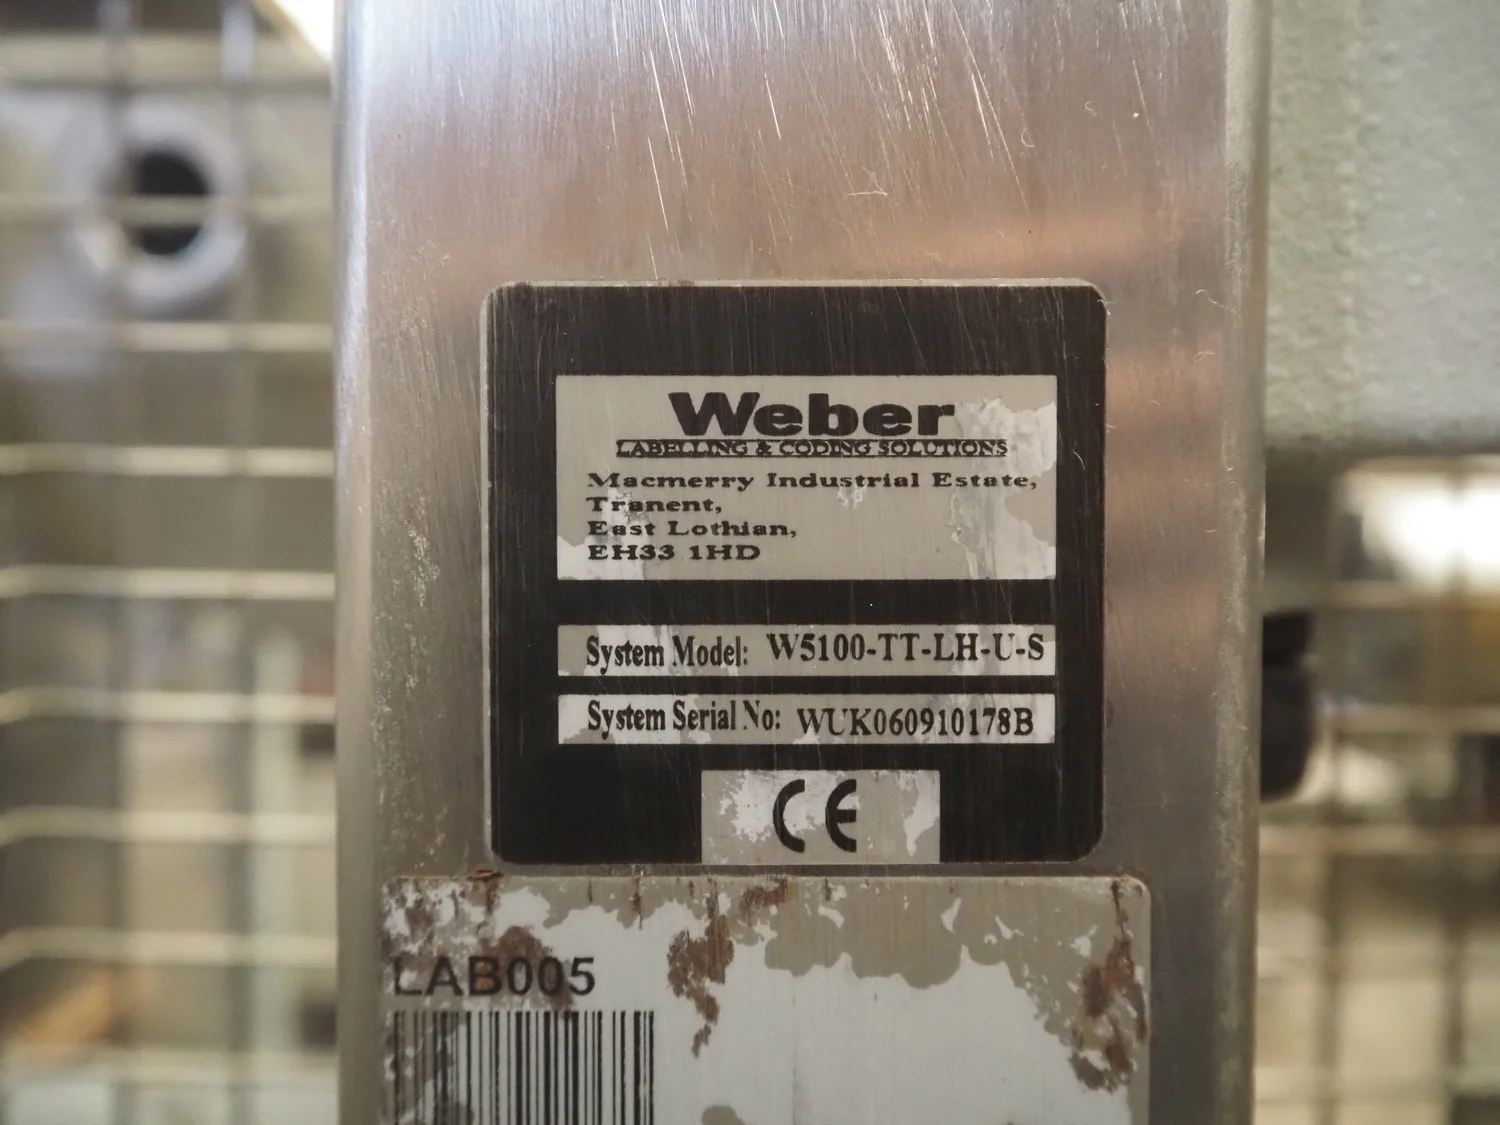 Weber
LABELLING & CODING SOLUTIONS
Macmerry Industrial Estate,
Tranent,
East Lothian,
EH33 1HD
System Model: W5100-TT-LH-U-S
System Serial No: WUK060910178B
CE
LAB005